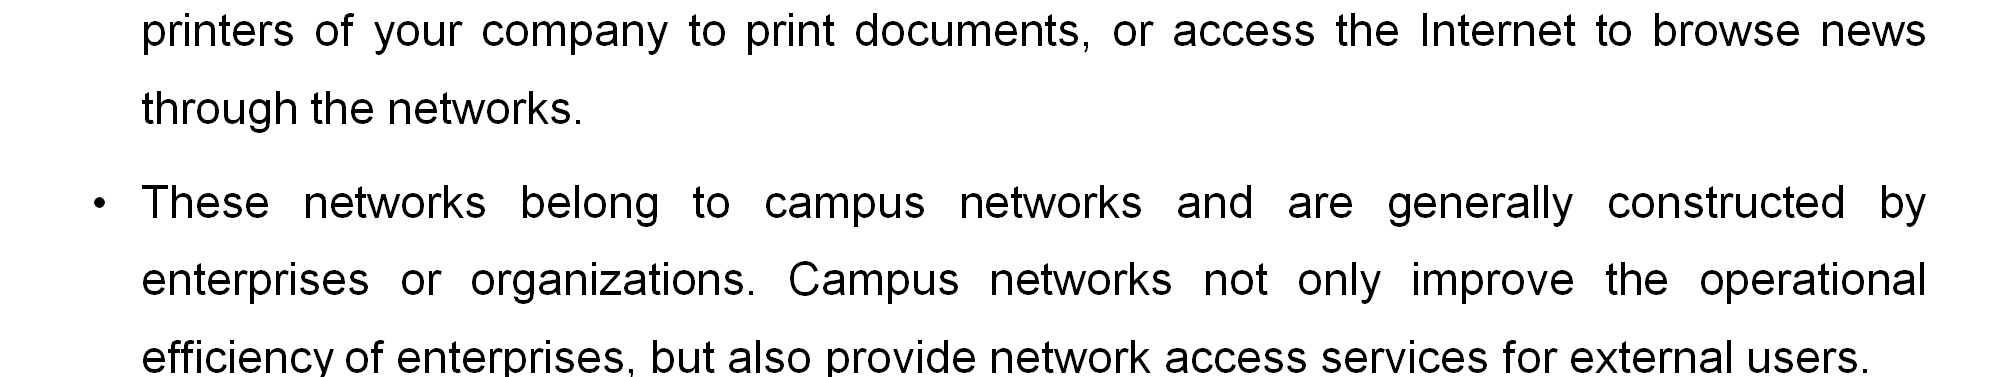 printers of your company to print documents, or access the Internet to browse news
through the networks.
• These networks belong to campus networks and are generally constructed by
enterprises or organizations. Campus networks not only improve the operational
efficiency of enterprises, but also provide network access services for external users.